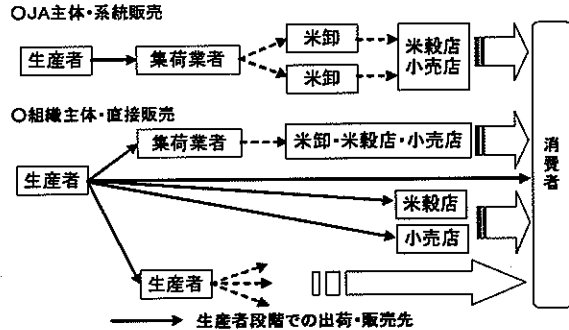 ○JA主体・系統販売
生産者
集荷業者
米卸
米卸
米穀店
小売店
○組織主体・直接販売
生産者
集荷業者
米卸・米穀店・小売店
米穀店
小売店
生産者
消費者
生産者段階での出荷・販売先